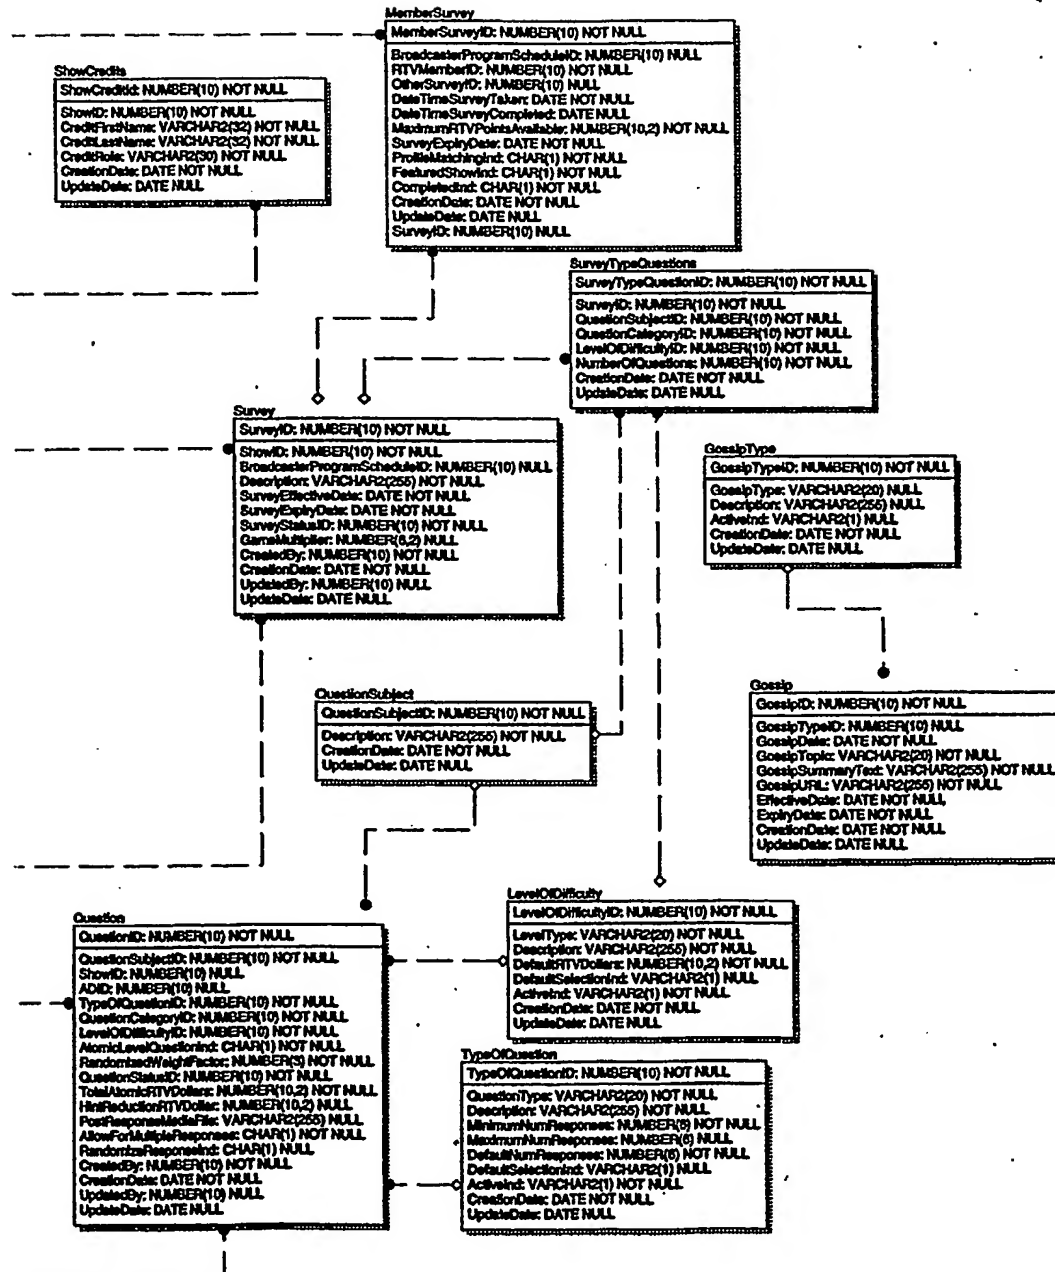 MemberSurvey
MemberSurveyID: NUMBER(10) NOT NULL
BroadcasterProgramScheduleID: NUMBER(10) NULL
RTVMemberID: NUMBER(10) NULL
OtherSurveyID: NUMBER(10) NULL
DateTimeSurveyTaken: DATE NOT NULL
DateTimeSurveyCompleted: DATE NULL
MaximumRTVPointsAvailable: NUMBER(10,2) NOT NULL
SurveyExpiryDate: DATE NOT NULL
ProfileMatchingInd: CHAR(1) NOT NULL
FeaturedShowInd: CHAR(1) NOT NULL
CompletedInd: CHAR(1) NOT NULL
CreationDate: DATE NOT NULL
UpdateDate: DATE NULL
SurveyID: NUMBER(10) NULL
ShowCredits
ShowCreditId: NUMBER(10) NOT NULL
ShowID: NUMBER(10) NOT NULL
CreditFirstName: VARCHAR2(32) NOT NULL
CreditLastName: VARCHAR2(32) NOT NULL
CreditRole: VARCHAR2(30) NOT NULL
CreationDate: DATE NOT NULL
UpdateDate: DATE NULL
SurveyTypeQuestions
SurveyTypeQuestionID: NUMBER(10) NOT NULL
SurveyID: NUMBER(10) NOT NULL
QuestionSubjectID: NUMBER(10) NOT NULL
QuestionCategoryID: NUMBER(10) NOT NULL
LevelOfDifficultyID: NUMBER(10) NOT NULL
NumberOfQuestions: NUMBER(10) NOT NULL
CreationDate: DATE NOT NULL
UpdateDate: DATE NULL
Survey
SurveyID: NUMBER(10) NOT NULL
ShowID: NUMBER(10) NOT NULL
BroadcasterProgramScheduleID: NUMBER(10) NULL
Description: VARCHAR2(255) NOT NULL
SurveyEffectiveDate: DATE NOT NULL
SurveyExpiryDate: DATE NOT NULL
SurveyStatusID: NUMBER(10) NOT NULL
GameMultiplier: NUMBER(6,2) NULL
CreatedBy: NUMBER(10) NOT NULL
CreationDate: DATE NOT NULL
UpdatedBy: NUMBER(10) NULL
UpdateDate: DATE NULL
GossipType
GossipTypeID: NUMBER(10) NOT NULL
GossipType: VARCHAR2(20) NULL
Description: VARCHAR2(255) NULL
ActiveInd: VARCHAR2(1) NULL
CreationDate: DATE NOT NULL
UpdateDate: DATE NULL
QuestionSubject
QuestionSubjectID: NUMBER(10) NOT NULL
Description: VARCHAR2(255) NOT NULL
CreationDate: DATE NOT NULL
UpdateDate: DATE NULL
Gossip
GossipID: NUMBER(10) NOT NULL
GossipTypeID: NUMBER(10) NULL
GossipDate: DATE NOT NULL
GossipTopic: VARCHAR2(20) NULL
GossipSummaryText: VARCHAR2(255) NOT NULL
GossipURL: VARCHAR2(255) NOT NULL
EffectiveDate: DATE NOT NULL
ExpiryDate: DATE NOT NULL
CreationDate: DATE NOT NULL
UpdateDate: DATE NULL
Question
QuestionID: NUMBER(10) NOT NULL
QuestionSubjectID: NUMBER(10) NOT NULL
ShowID: NUMBER(10) NULL
ADID: NUMBER(10) NULL
TypeOfQuestionID: NUMBER(10) NOT NULL
QuestionCategoryID: NUMBER(10) NOT NULL
LevelOfDifficultyID: NUMBER(10) NOT NULL
AtomicLevelQuestionInd: CHAR(1) NOT NULL
RandomizedWeightFactor: NUMBER(3) NOT NULL
QuestionStatusID: NUMBER(10) NOT NULL
TotalAtomicRTVDollars: NUMBER(10,2) NOT NULL
HintReductionRTVDollar: NUMBER(10,2) NOT NULL
PostResponseMediaFile: VARCHAR2(255) NULL
AllowForMultipleResponses: CHAR(1) NOT NULL
RandomizeResponseInd: CHAR(1) NULL
CreatedBy: NUMBER(10) NOT NULL
CreationDate: DATE NOT NULL
UpdatedBy: NUMBER(10) NULL
UpdateDate: DATE NULL
LevelOfDifficulty
LevelOfDifficultyID: NUMBER(10) NOT NULL
LevelType: VARCHAR2(20) NOT NULL
Description: VARCHAR2(255) NOT NULL
DefaultRTVDollars: NUMBER(10,2) NOT NULL
DefaultSelectionInd: VARCHAR2(1) NULL
ActiveInd: VARCHAR2(1) NOT NULL
CreationDate: DATE NOT NULL
UpdateDate: DATE NULL
TypeOfQuestion
TypeOfQuestionID: NUMBER(10) NOT NULL
QuestionType: VARCHAR2(20) NOT NULL
Description: VARCHAR2(255) NOT NULL
MinimumNumResponses: NUMBER(6) NOT NULL
MaximumNumResponses: NUMBER(6) NULL
DefaultNumResponses: NUMBER(6) NOT NULL
DefaultSelectionInd: VARCHAR2(1) NULL
ActiveInd: VARCHAR2(1) NOT NULL
CreationDate: DATE NOT NULL
UpdateDate: DATE NULL